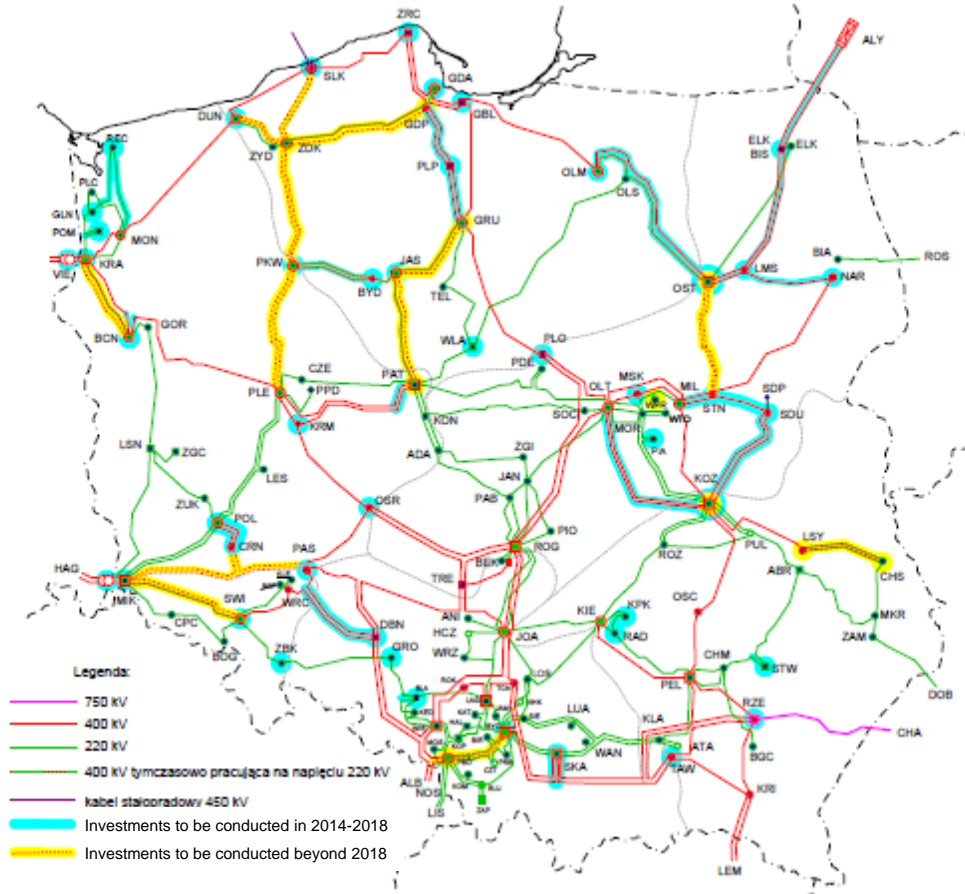 ZRC
ALY
SLK
GDA
DUN
GDP
GBL
ZYD
ZDK
ELK
BIS
ELK
PLP
OLM
OLS
PLC
GLN
POM
MON
GRU
KRA
VIE
PKW
JAS
BIA
ROS
BYD
OST
LMS
NAR
TEL
GOR
BCN
WLA
PLO
PDE
CZE
PAT
MSK
MIL
PLE
PPD
OLT
STN
SDP
SOC
SDU
KDN
MOR
KRM
LSN
ZGC
ADA
ZGI
PIA
KOZ
LES
JAN
ZUK
PAB
OSR
POL
PIO
CRN
ROG
ROZ
PUL
LSY
HAG
PAS
BEK
ABR
CHS
MIK
TRE
SWI
WRC
KIE
OSC
MKR
CPC
ANI
KPK
DBN
HCZ
JOA
RAD
ZAM
BOG
ZBK
GRO
WRZ
CHM
STW
Legenda:
LOS
PEL
DOB
750 kV
RZE
400 kV
LUA
KLA
CHA
220 kV
WAN
ATA
BGC
400 kV tymczasowo pracująca na napięciu 220 kV
SKA
TAW
ALB
NOS
KRI
kabel stałoprądowy 450 kV
LIS
Investments to be conducted in 2014-2018
Investments to be conducted beyond 2018
LEM